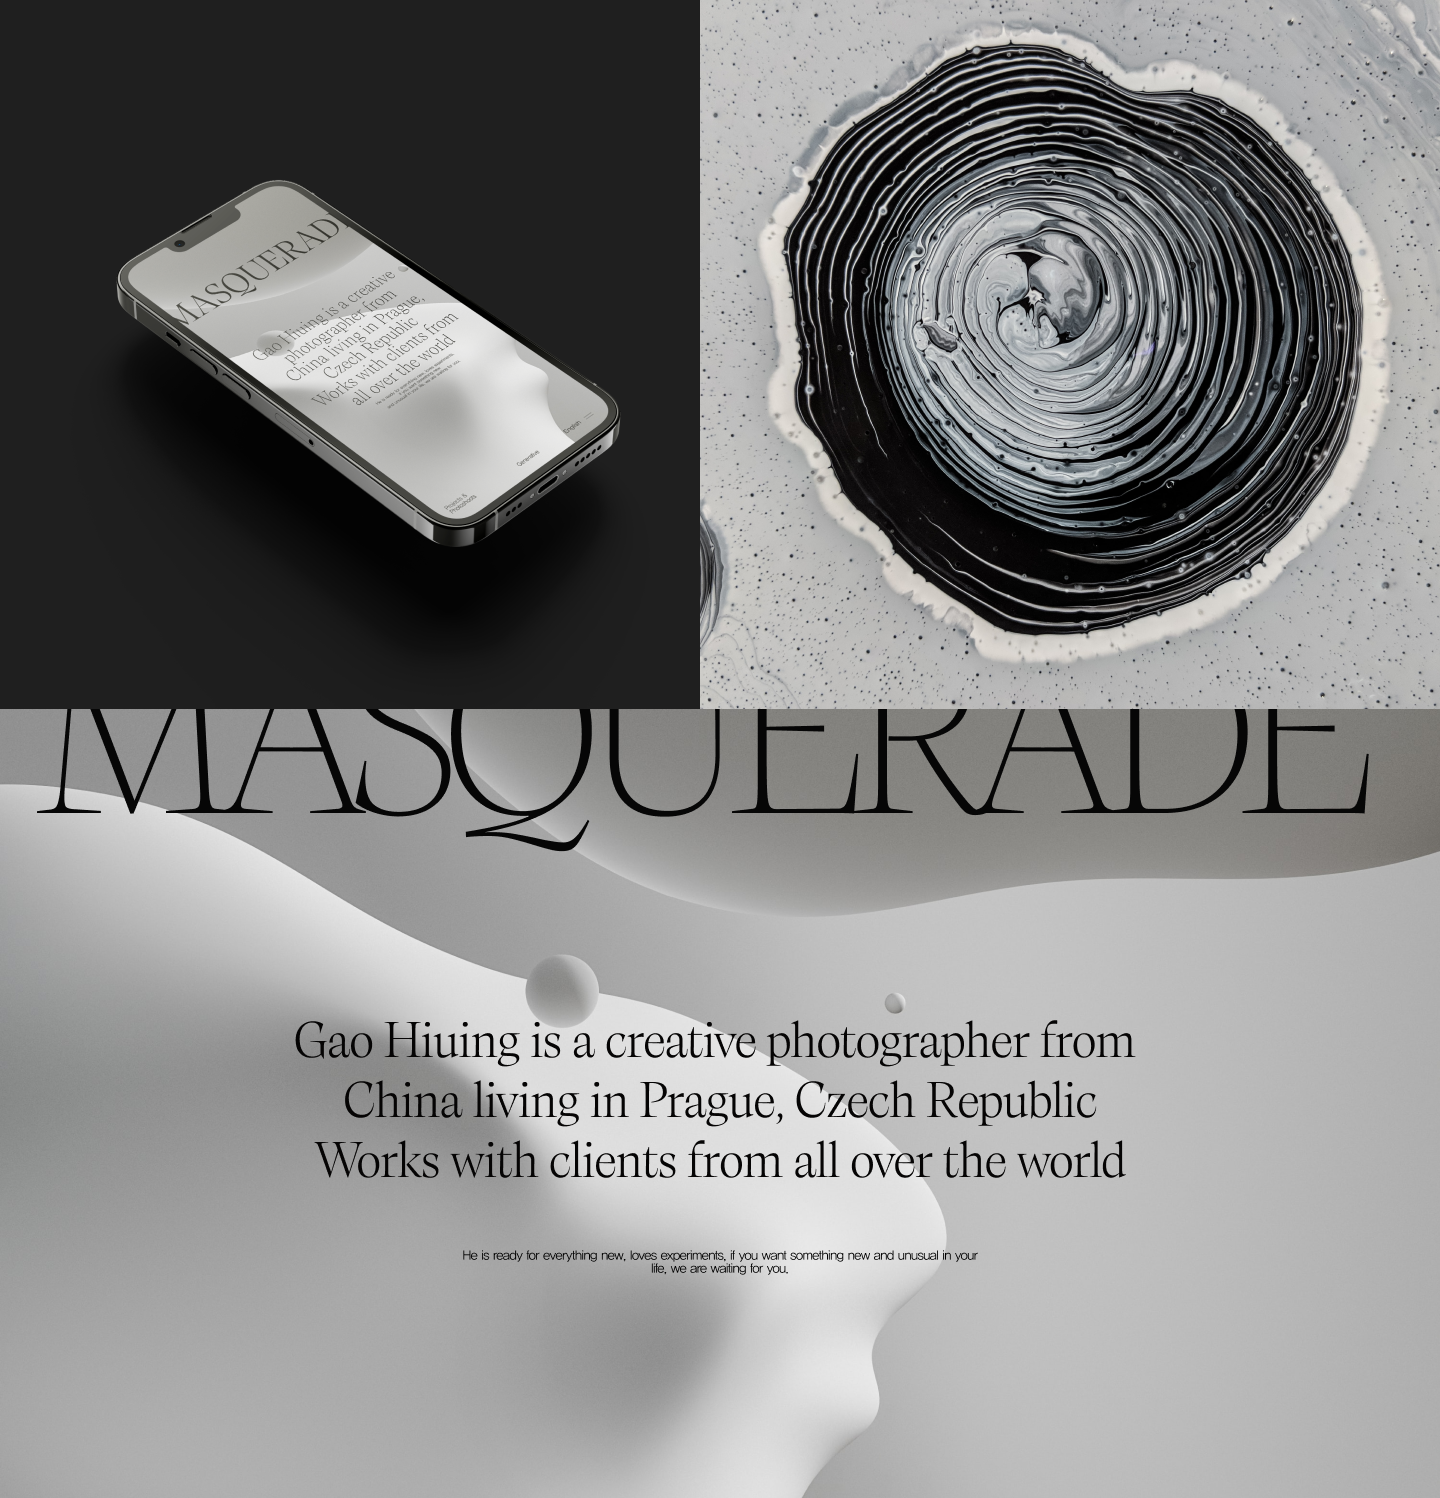 MASQUERAD
Gao Hiuing is a creative
photographer from
China living in Prague,
Czech Republic
Works with clients from
all over the world
Generative
English
Projects &
MASQUERADE
Gao Hiuing is a creative photographer from
China living in Prague, Czech Republic
Works with clients from all over the world
He is ready for everything new, loves experiments, if you want something new and unusual in your
life, we are waiting for you.